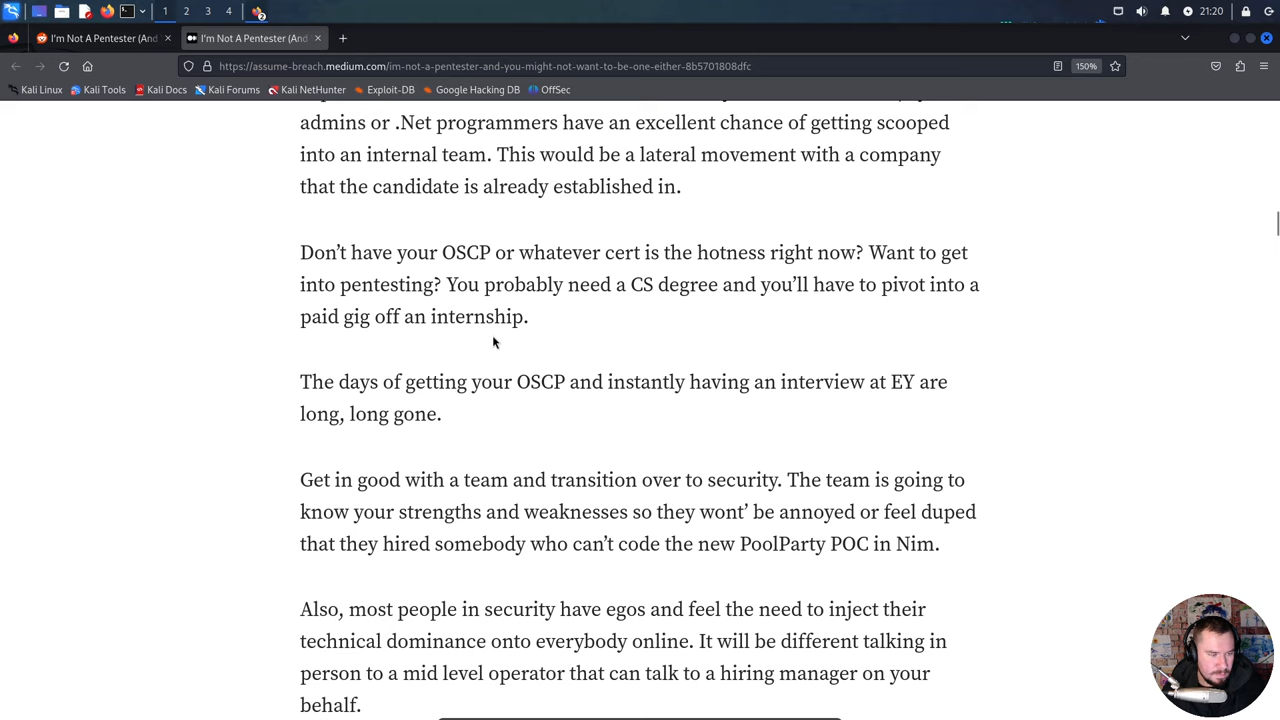 1 2 3 4
2
21:20
I'm Not A Pentester (And
I'm Not A Pentester (And
https://assume-breach.medium.com/im-not-a-pentester-and-you-might-not-want-to-be-one-either-8b5701808dfc
150%
Kali Linux Kali Tools Kali Docs Kali Forums Kali NetHunter Exploit-DB Google Hacking DB OffSec
admins or .Net programmers have an excellent chance of getting scooped
into an internal team. This would be a lateral movement with a company
that the candidate is already established in.
Don't have your OSCP or whatever cert is the hotness right now? Want to get
into pentesting? You probably need a CS degree and you'll have to pivot into a
paid gig off an internship.
The days of getting your OSCP and instantly having an interview at EY are
long, long gone.
Get in good with a team and transition over to security. The team is going to
know your strengths and weaknesses so they wont' be annoyed or feel duped
that they hired somebody who can't code the new PoolParty POC in Nim.
Also, most people in security have egos and feel the need to inject their
technical dominance onto everybody online. It will be different talking in
person to a mid level operator that can talk to a hiring manager on your
behalf.